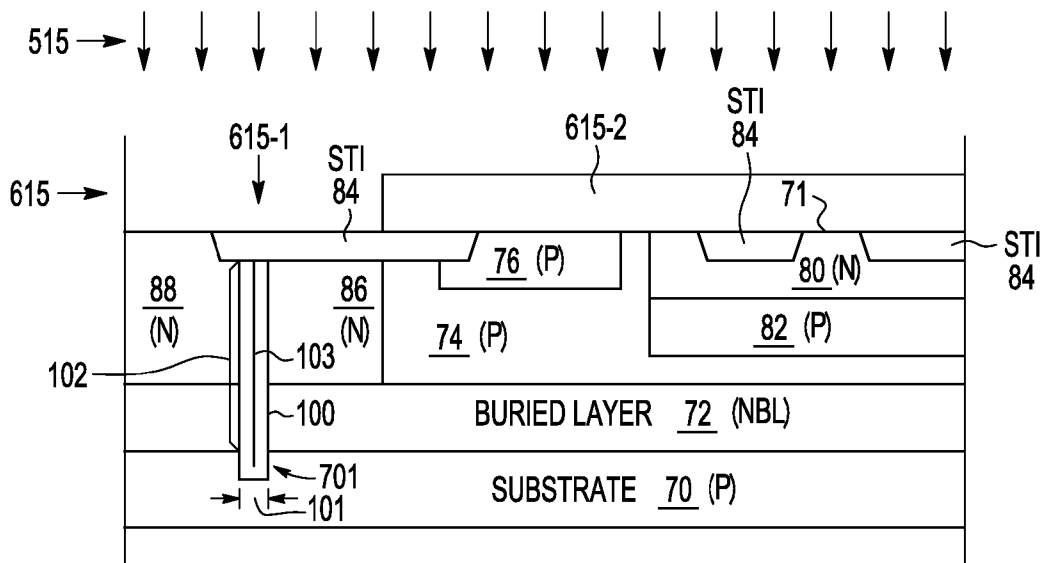 515
615-1
STI
84
615-2
STI
84
615
71
STI
84
76 (P)
80 (N)
88
(N)
86
(N)
74 (P)
82 (P)
103
102
100
BURIED LAYER 72 (NBL)
701
SUBSTRATE 70 (P)
101